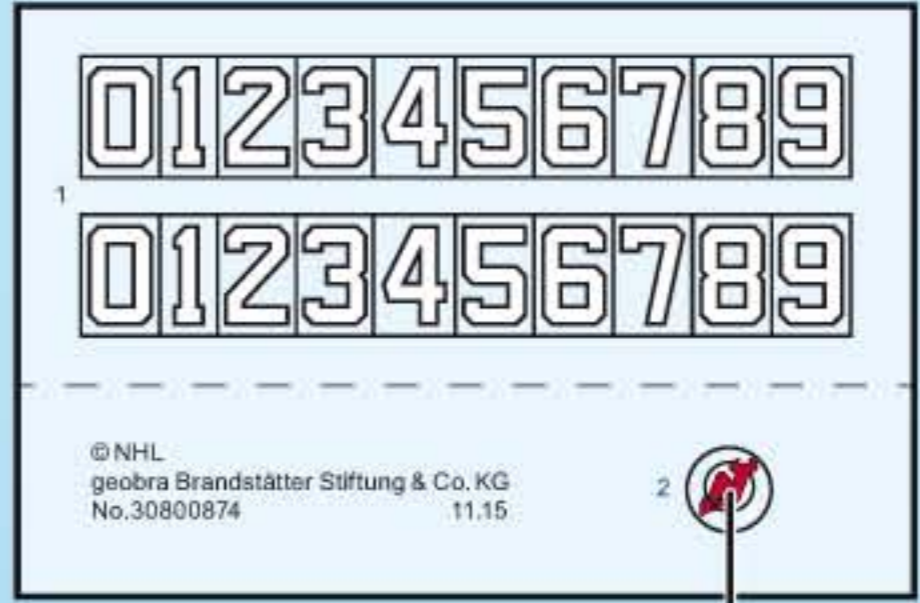 0123456789
1
0123456789
© NHL
geobra Brandstätter Stiftung & Co. KG
No.30800874 11.15
2